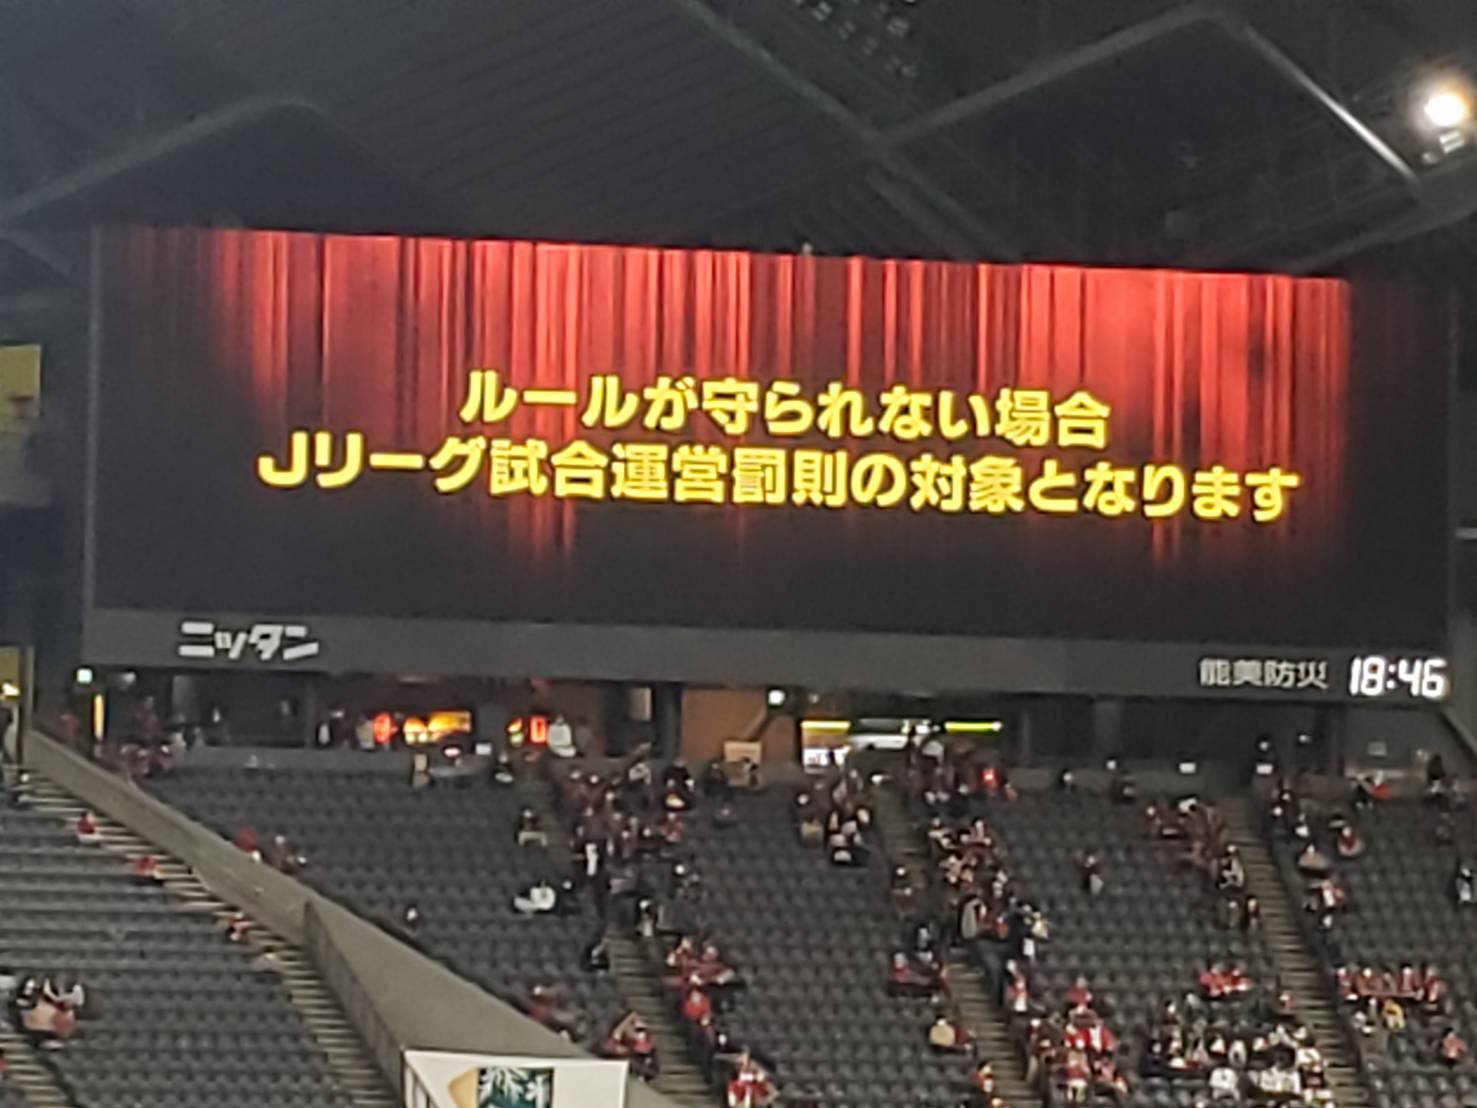 ルールが守られない場合
Jリーグ試合運営罰則の対象となります
ニッタン
能美防災 18:46